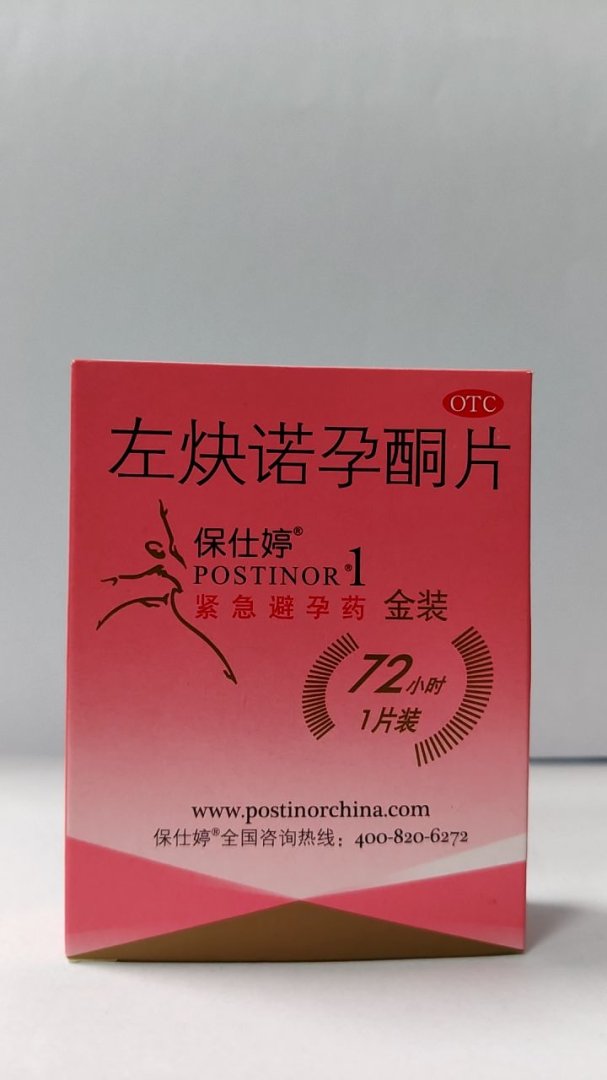 OTC
左炔诺孕酮片
保仕婷®
POSTINOR®1
紧急避孕药 金装
72小时
1片装
www.postinorchina.com
保仕婷®全国咨询热线：400-820-6272